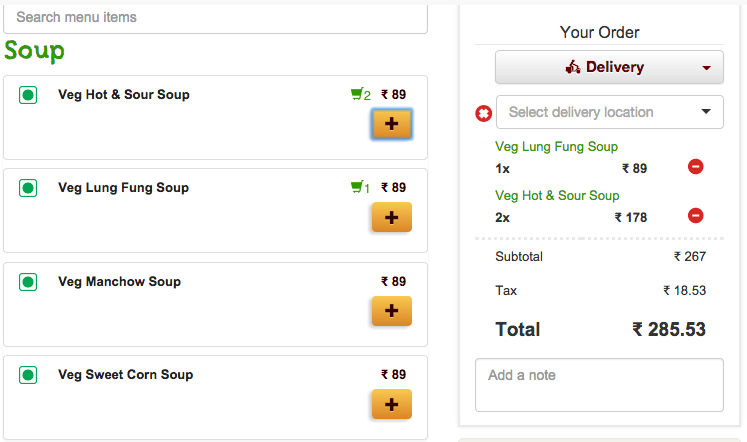 Search menu items
Soup
Veg Hot & Sour Soup 2 ₹ 89
+
Veg Lung Fung Soup 1 ₹ 89
+
Veg Manchow Soup ₹ 89
+
Veg Sweet Corn Soup ₹ 89
+
Your Order
Delivery
Select delivery location
Veg Lung Fung Soup
1x ₹ 89
Veg Hot & Sour Soup
2x ₹ 178
Subtotal ₹ 267
Tax ₹ 18.53
Total ₹ 285.53
Add a note